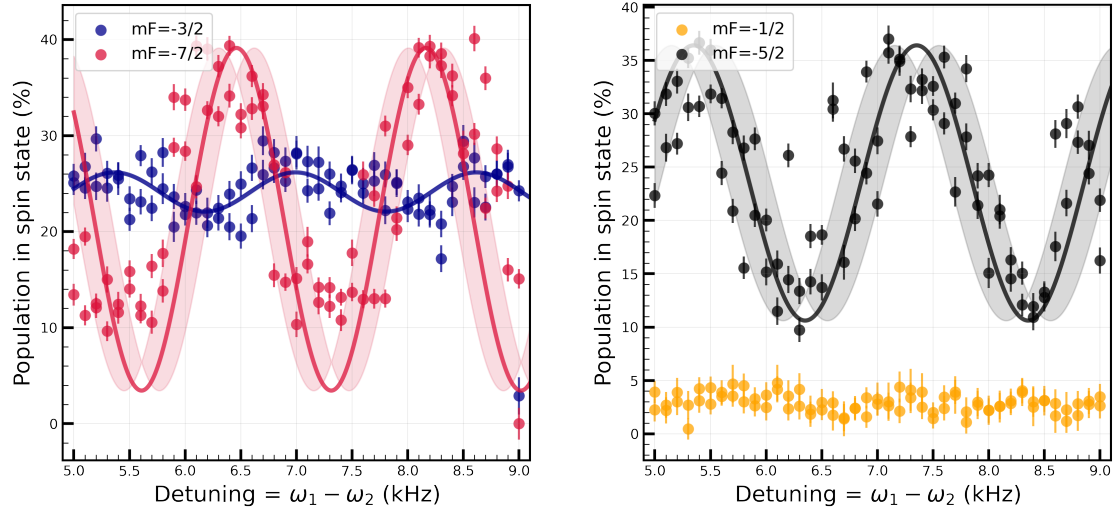 mF=-3/2
mF=-7/2
Population in spin state (%)
40
30
20
10
0
5.0 5.5 6.0 6.5 7.0 7.5 8.0 8.5 9.0
Detuning = ω₁ − ω₂ (kHz)
mF=-1/2
mF=-5/2
Population in spin state (%)
40
35
30
25
20
15
10
5
0
5.0 5.5 6.0 6.5 7.0 7.5 8.0 8.5 9.0
Detuning = ω₁ − ω₂ (kHz)